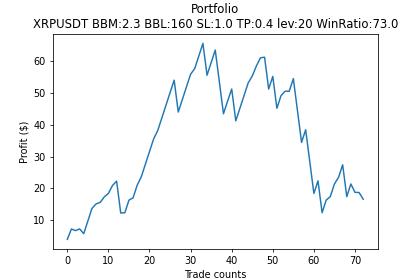 Portfolio
XRPUSDT BBM:2.3 BBL:160 SL:1.0 TP:0.4 lev:20 WinRatio:73.0
60
50
40
30
20
10
Profit ($)
0 10 20 30 40 50 60 70
Trade counts